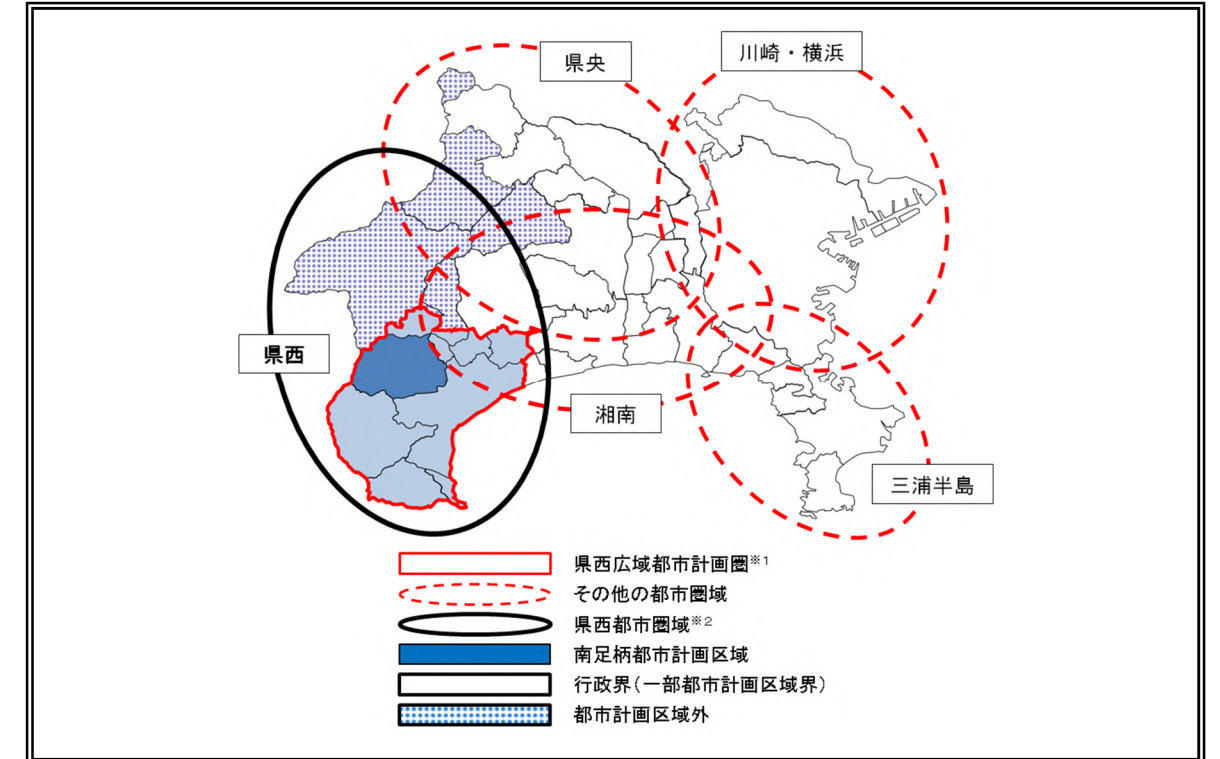 県央
川崎・横浜
県西
湘南
三浦半島
県西広域都市計画圏※1
その他の都市圏域
県西都市圏域※2
南足柄都市計画区域
行政界(一部都市計画区域界)
都市計画区域外